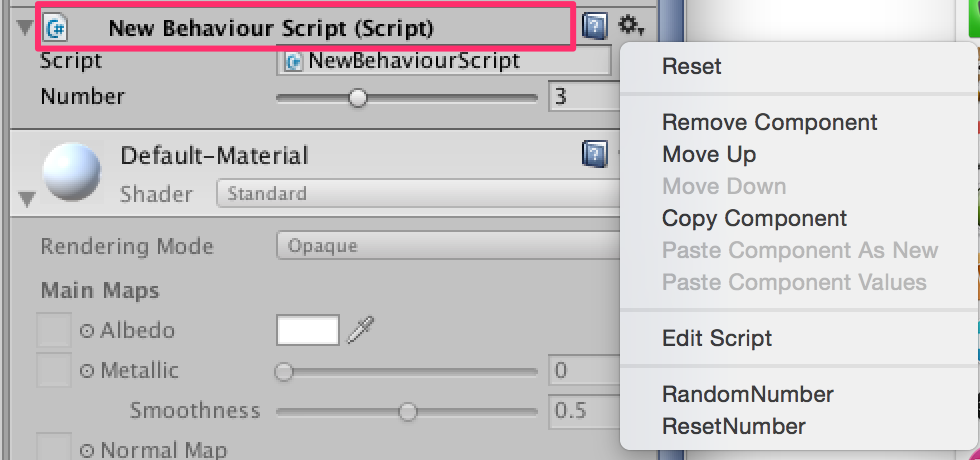 C# New Behaviour Script (Script) ?
Script C# NewBehaviourScript
Number 3
Default-Material ?
Shader Standard
Rendering Mode Opaque
Main Maps
Albedo
Metallic 0
Smoothness 0.5
Normal Map
Reset
Remove Component
Move Up
Move Down
Copy Component
Paste Component As New
Paste Component Values
Edit Script
RandomNumber
ResetNumber